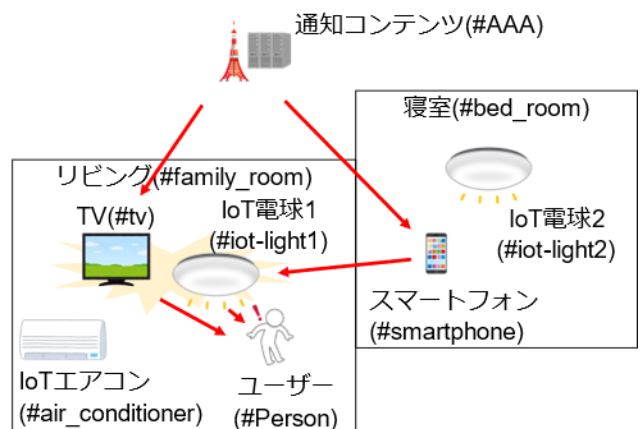 通知コンテンツ(#AAA)
寝室(#bed_room)
IoT電球2
(#iot-light2)
スマートフォン
(#smartphone)
リビング(#family_room)
TV(#tv)
IoT電球1
(#iot-light1)
IoTエアコン
(#air_conditioner)
ユーザー
(#Person)